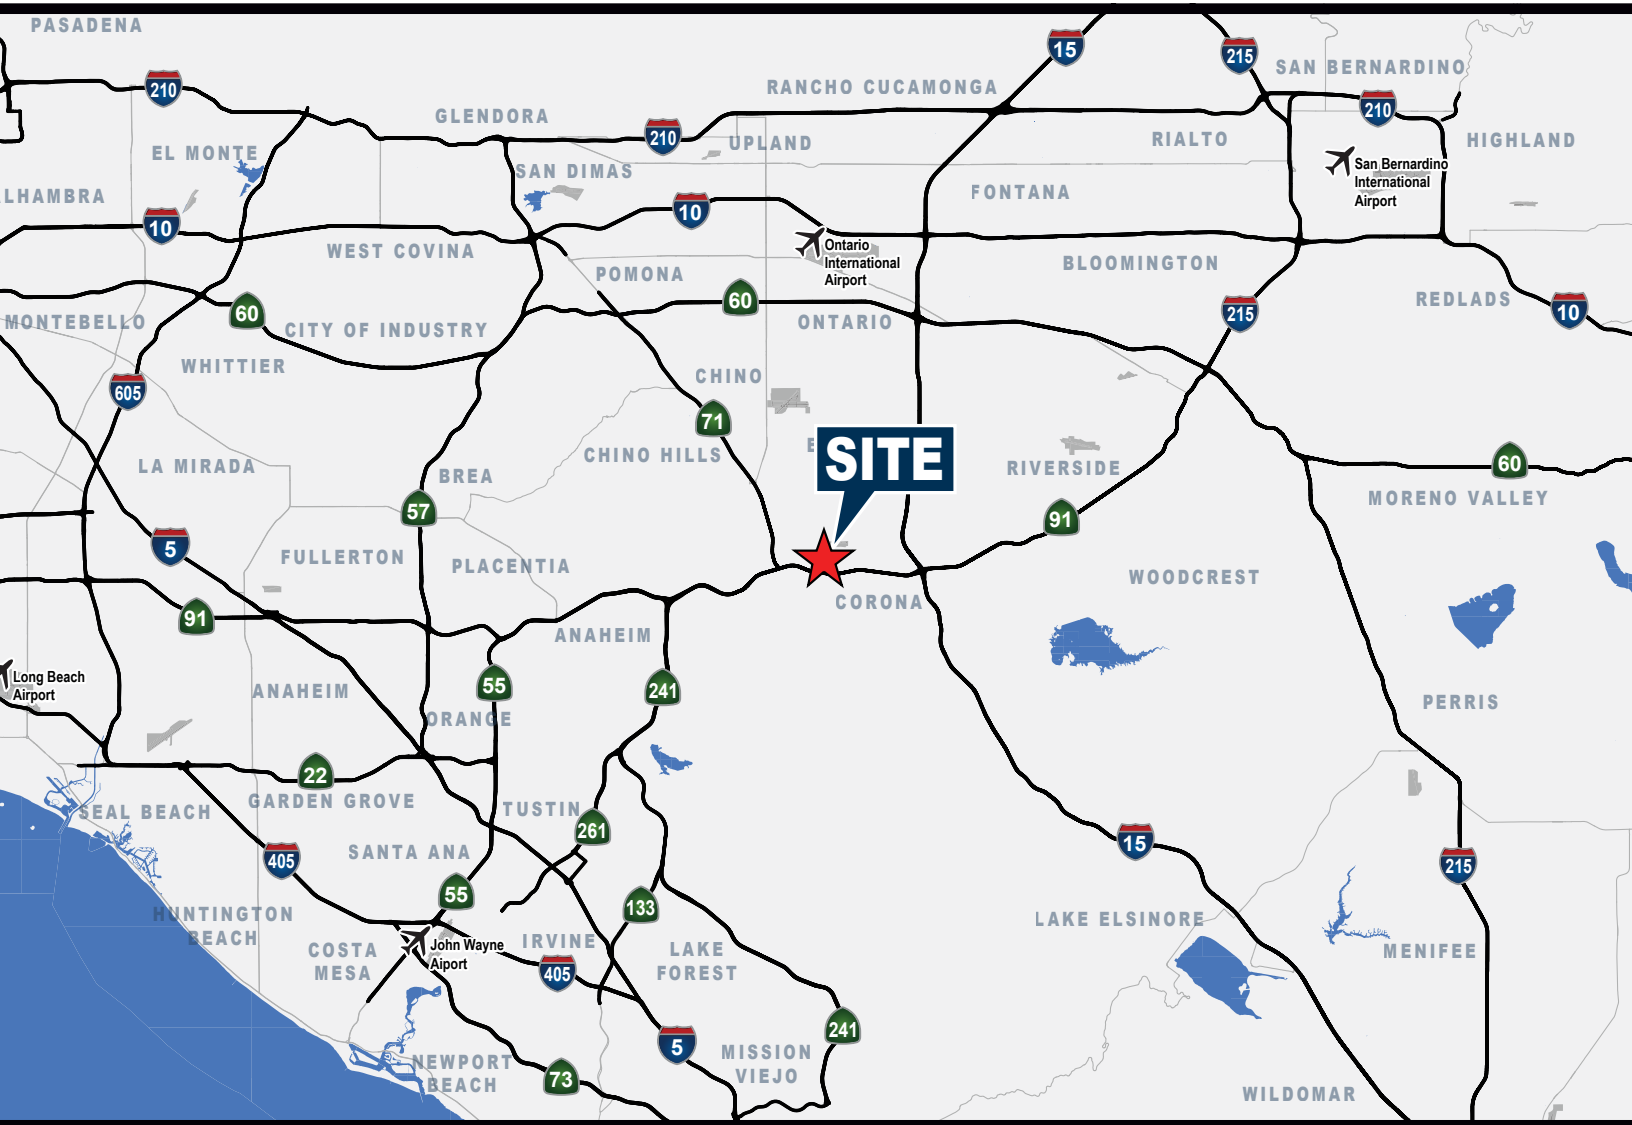 PASADENA
15
215
SAN BERNARDINO
210
RANCHO CUCAMONGA
210
GLENDORA
210
UPLAND
RIALTO
HIGHLAND
EL MONTE
SAN DIMAS
San Bernardino
International
Airport
LHAMBRA
FONTANA
10
10
WEST COVINA
Ontario
International
Airport
POMONA
BLOOMINGTON
REDLADS
60
60
215
10
MONTEBELLO
CITY OF INDUSTRY
ONTARIO
WHITTIER
CHINO
605
71
SITE
E
CHINO HILLS
LA MIRADA
BREA
RIVERSIDE
60
MORENO VALLEY
57
91
5
FULLERTON
PLACENTIA
WOODCREST
CORONA
91
ANAHEIM
Long Beach
Airport
ANAHEIM
55
241
ORANGE
PERRIS
22
GARDEN GROVE
SEAL BEACH
TUSTIN
261
15
405
SANTA ANA
215
55
133
HUNTINGTON
BEACH
LAKE ELSINORE
COSTA
MESA
John Wayne
Aiport
IRVINE
405
LAKE
FOREST
MENIFEE
241
5
MISSION
VIEJO
NEWPORT
BEACH
73
WILDOMAR